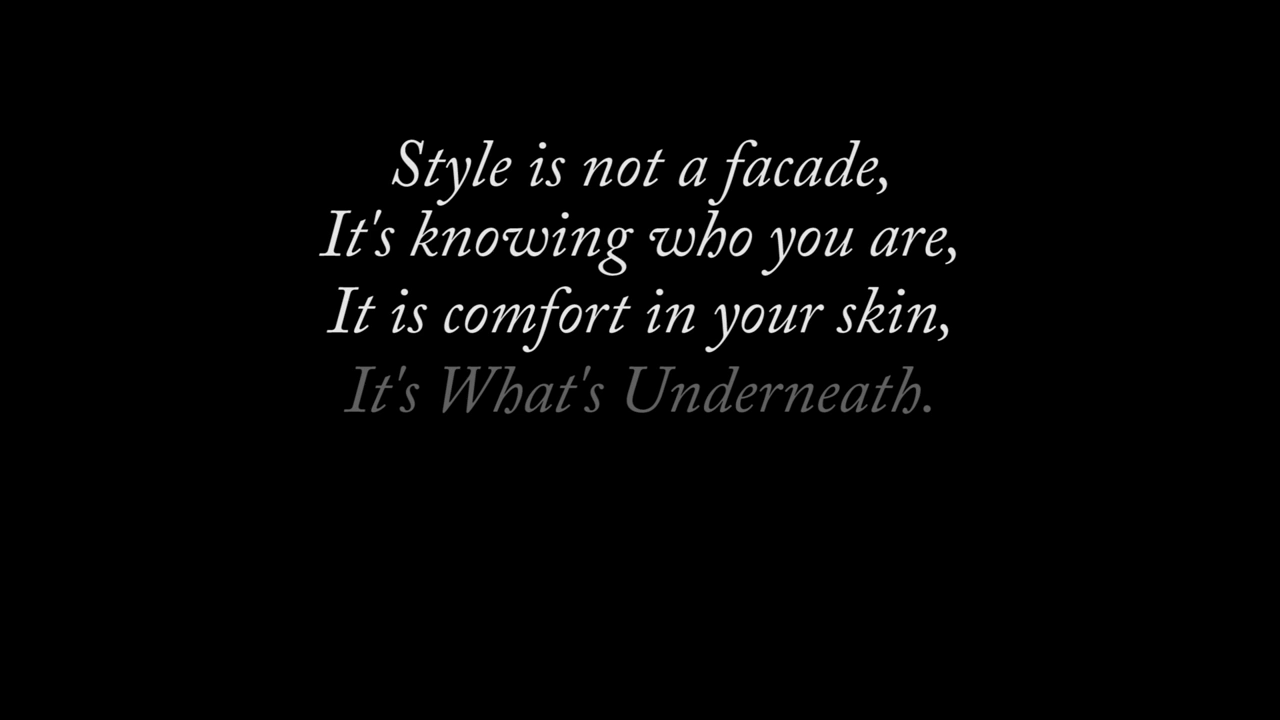 Style is not a facade,
It's knowing who you are,
It is comfort in your skin,
It's What's Underneath.